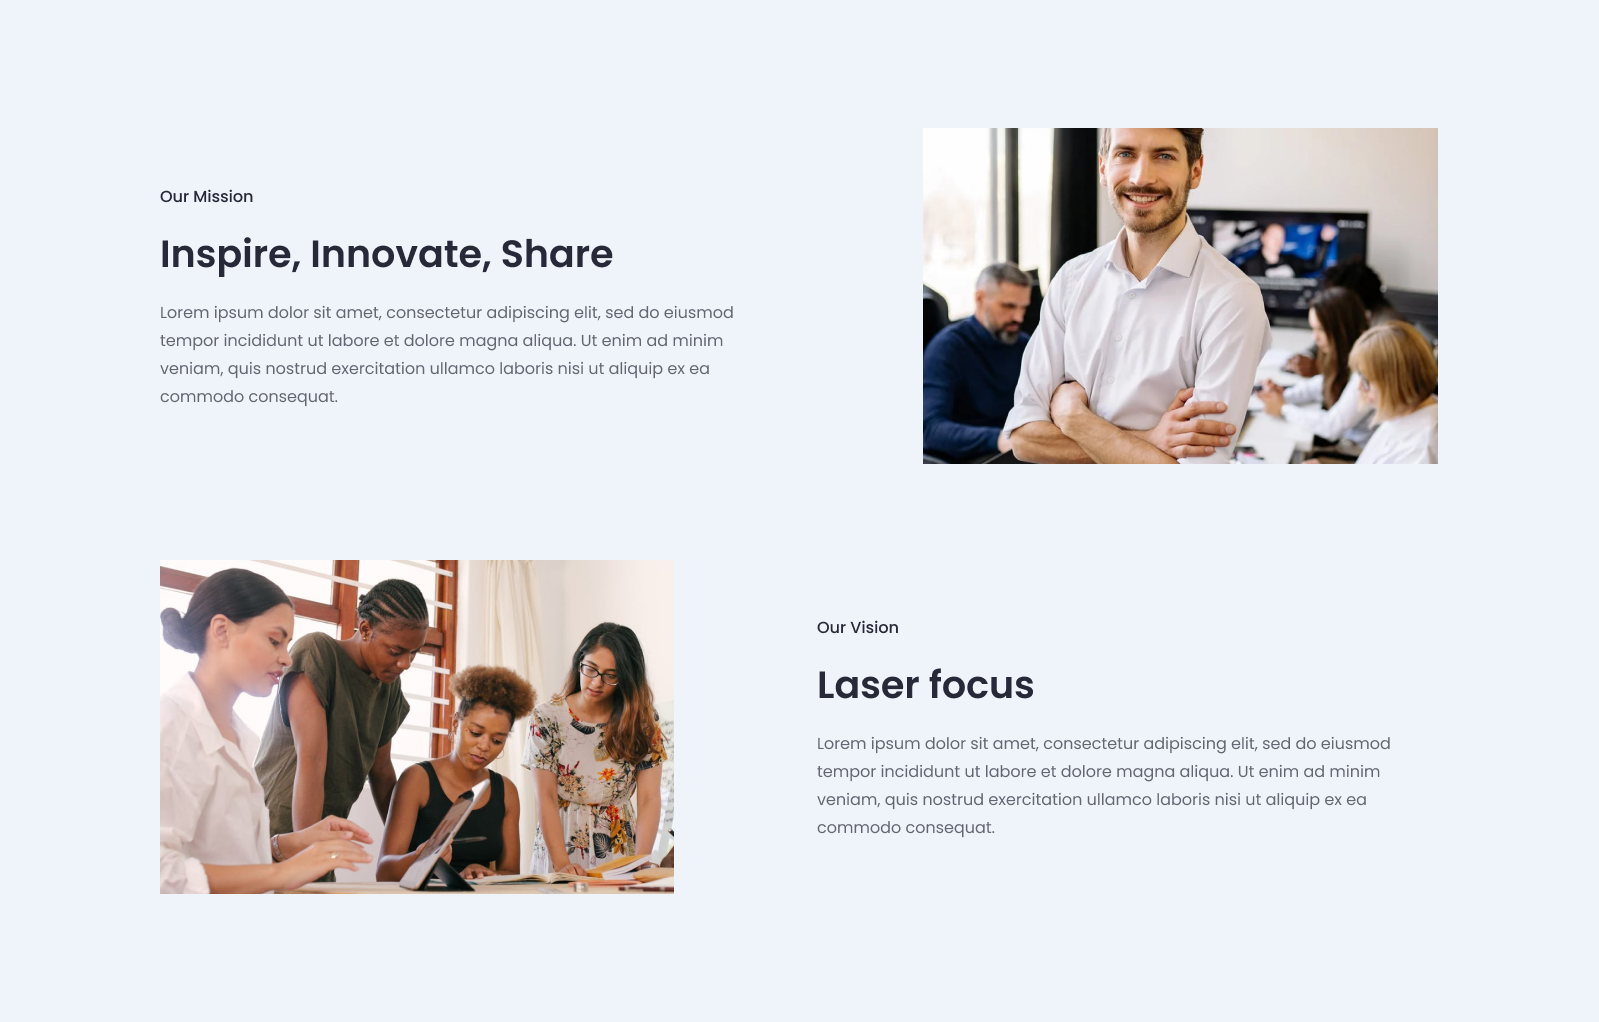 Our Mission
Inspire, Innovate, Share
Lorem ipsum dolor sit amet, consectetur adipiscing elit, sed do eiusmod
tempor incididunt ut labore et dolore magna aliqua. Ut enim ad minim
veniam, quis nostrud exercitation ullamco laboris nisi ut aliquip ex ea
commodo consequat.
Our Vision
Laser focus
Lorem ipsum dolor sit amet, consectetur adipiscing elit, sed do eiusmod
tempor incididunt ut labore et dolore magna aliqua. Ut enim ad minim
veniam, quis nostrud exercitation ullamco laboris nisi ut aliquip ex ea
commodo consequat.